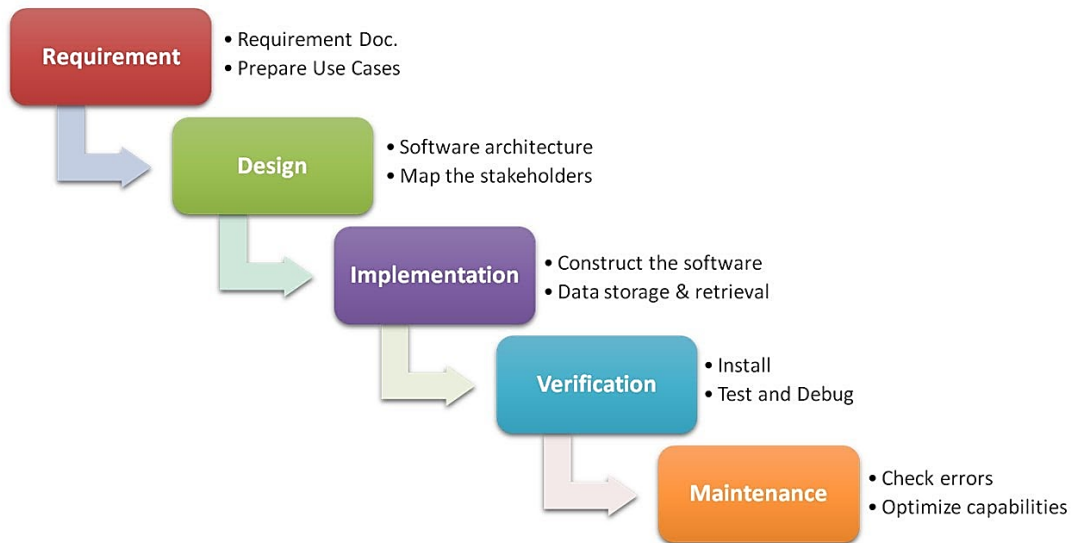 Requirement
• Requirement Doc.
• Prepare Use Cases
Design
• Software architecture
• Map the stakeholders
Implementation
• Construct the software
• Data storage & retrieval
Verification
• Install
• Test and Debug
Maintenance
• Check errors
• Optimize capabilities